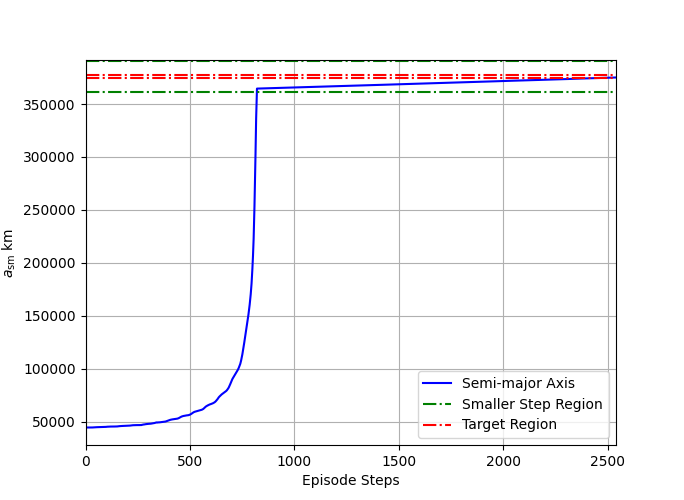 350000
300000
250000
200000
150000
100000
50000
a_sm km
0 500 1000 1500 2000 2500
Episode Steps
Semi-major Axis
Smaller Step Region
Target Region